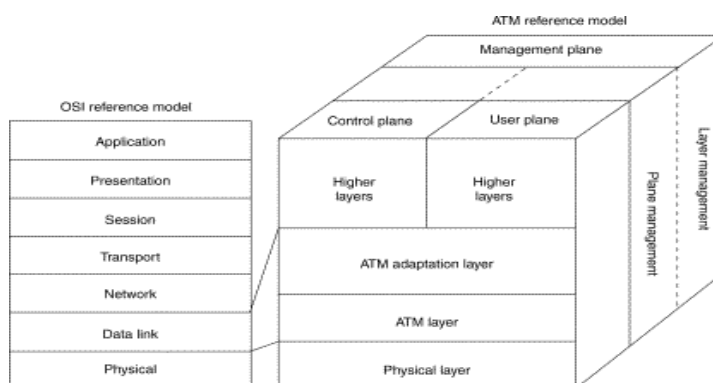 ATM reference model
Management plane
OSI reference model
Control plane
User plane
Application
Presentation
Session
Transport
Network
Data link
Physical
Higher
layers
Higher
layers
ATM adaptation layer
ATM layer
Physical layer
Plane management
Layer management